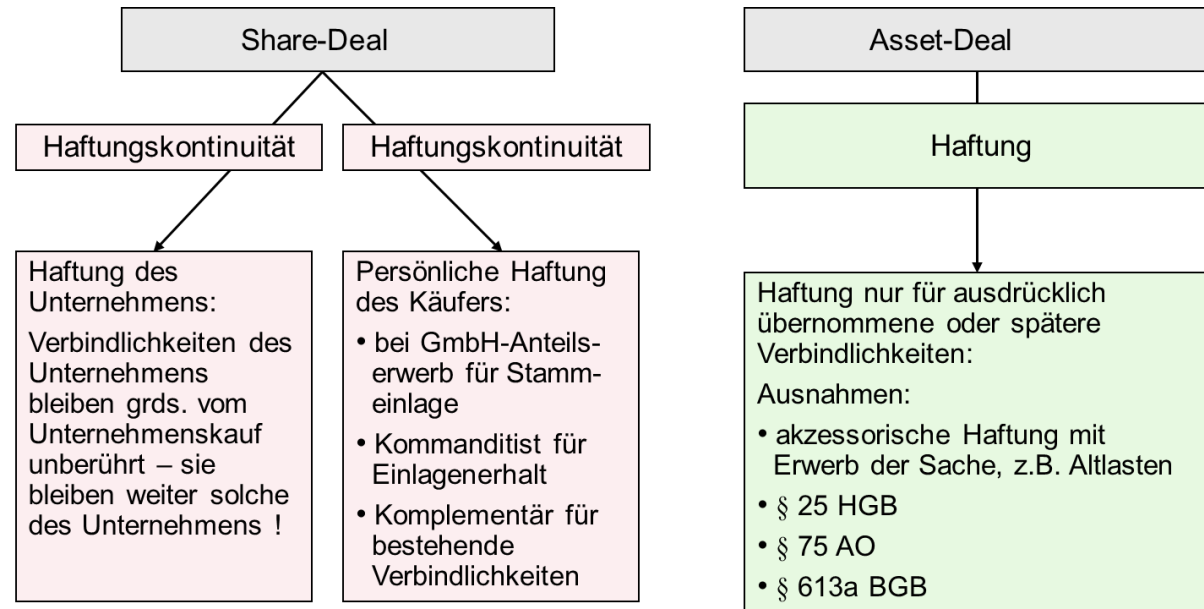 Share-Deal
Haftungskontinuität
Haftungskontinuität
Haftung des
Unternehmens:
Verbindlichkeiten des
Unternehmens
bleiben grds. vom
Unternehmenskauf
unberührt – sie
bleiben weiter solche
des Unternehmens !
Persönliche Haftung
des Käufers:
• bei GmbH-Anteils-
erwerb für Stamm-
einlage
• Kommanditist für
Einlagenerhalt
• Komplementär für
bestehende
Verbindlichkeiten
Asset-Deal
Haftung
Haftung nur für ausdrücklich
übernommene oder spätere
Verbindlichkeiten:
Ausnahmen:
• akzessorische Haftung mit
Erwerb der Sache, z.B. Altlasten
• § 25 HGB
• § 75 AO
• § 613a BGB